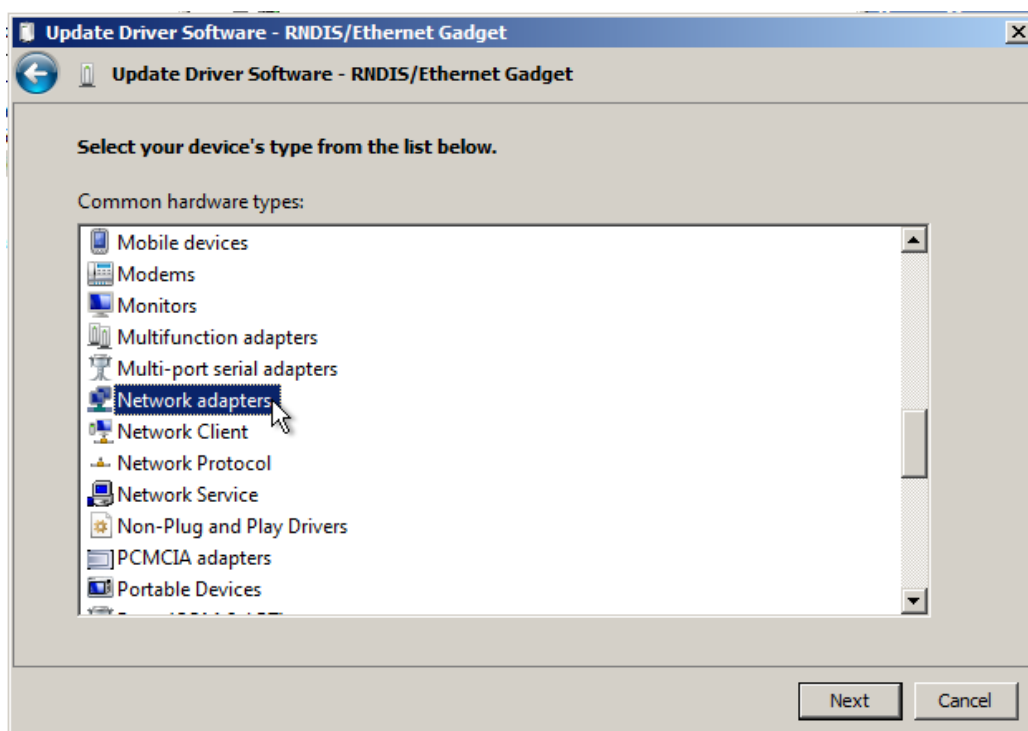 Update Driver Software - RNDIS/Ethernet Gadget
Update Driver Software - RNDIS/Ethernet Gadget
Select your device's type from the list below.
Common hardware types:
Mobile devices
Modems
Monitors
Multifunction adapters
Multi-port serial adapters
Network adapters
Network Client
Network Protocol
Network Service
Non-Plug and Play Drivers
PCMCIA adapters
Portable Devices
Next
Cancel